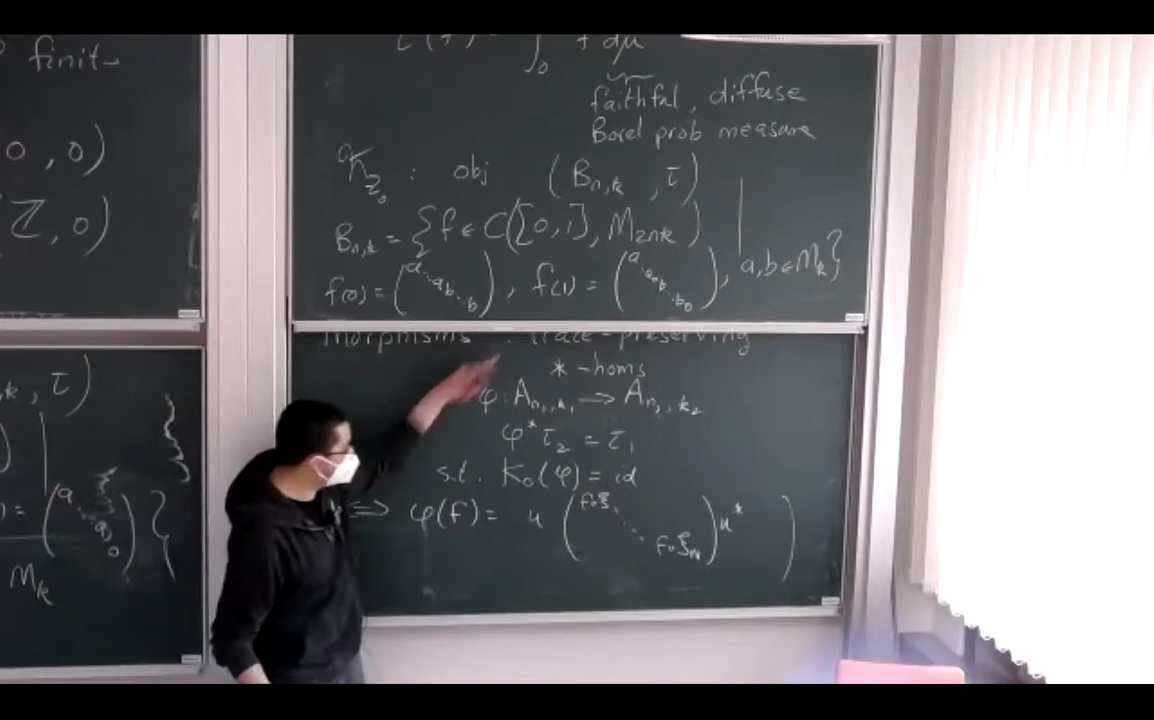 finit
0, 0)
ℤ, 0)
, τ)
(a a 0)
M_k
τ(f) = ∫_0 f dμ
faithful, diffuse
Borel prob measure
K_{Z_0} : obj (B_{n,k}, τ)
B_{n,k} = {f ∈ C([0,1], M_{2nk}) |
f(0) = (a ⋱ a b ⋱ b), f(1) = (a ⋱ a b ⋱ b 0), a, b ∈ M_k}
Morphisms : trace-preserving
* -homs
φ : A_{n_1,k_1} → A_{n_2,k_2}
φ*τ_2 = τ_1
s.t. K_0(φ) = id
⟺ φ(f) = u (f∘ξ_1 ⋱ f∘ξ_N) u* )